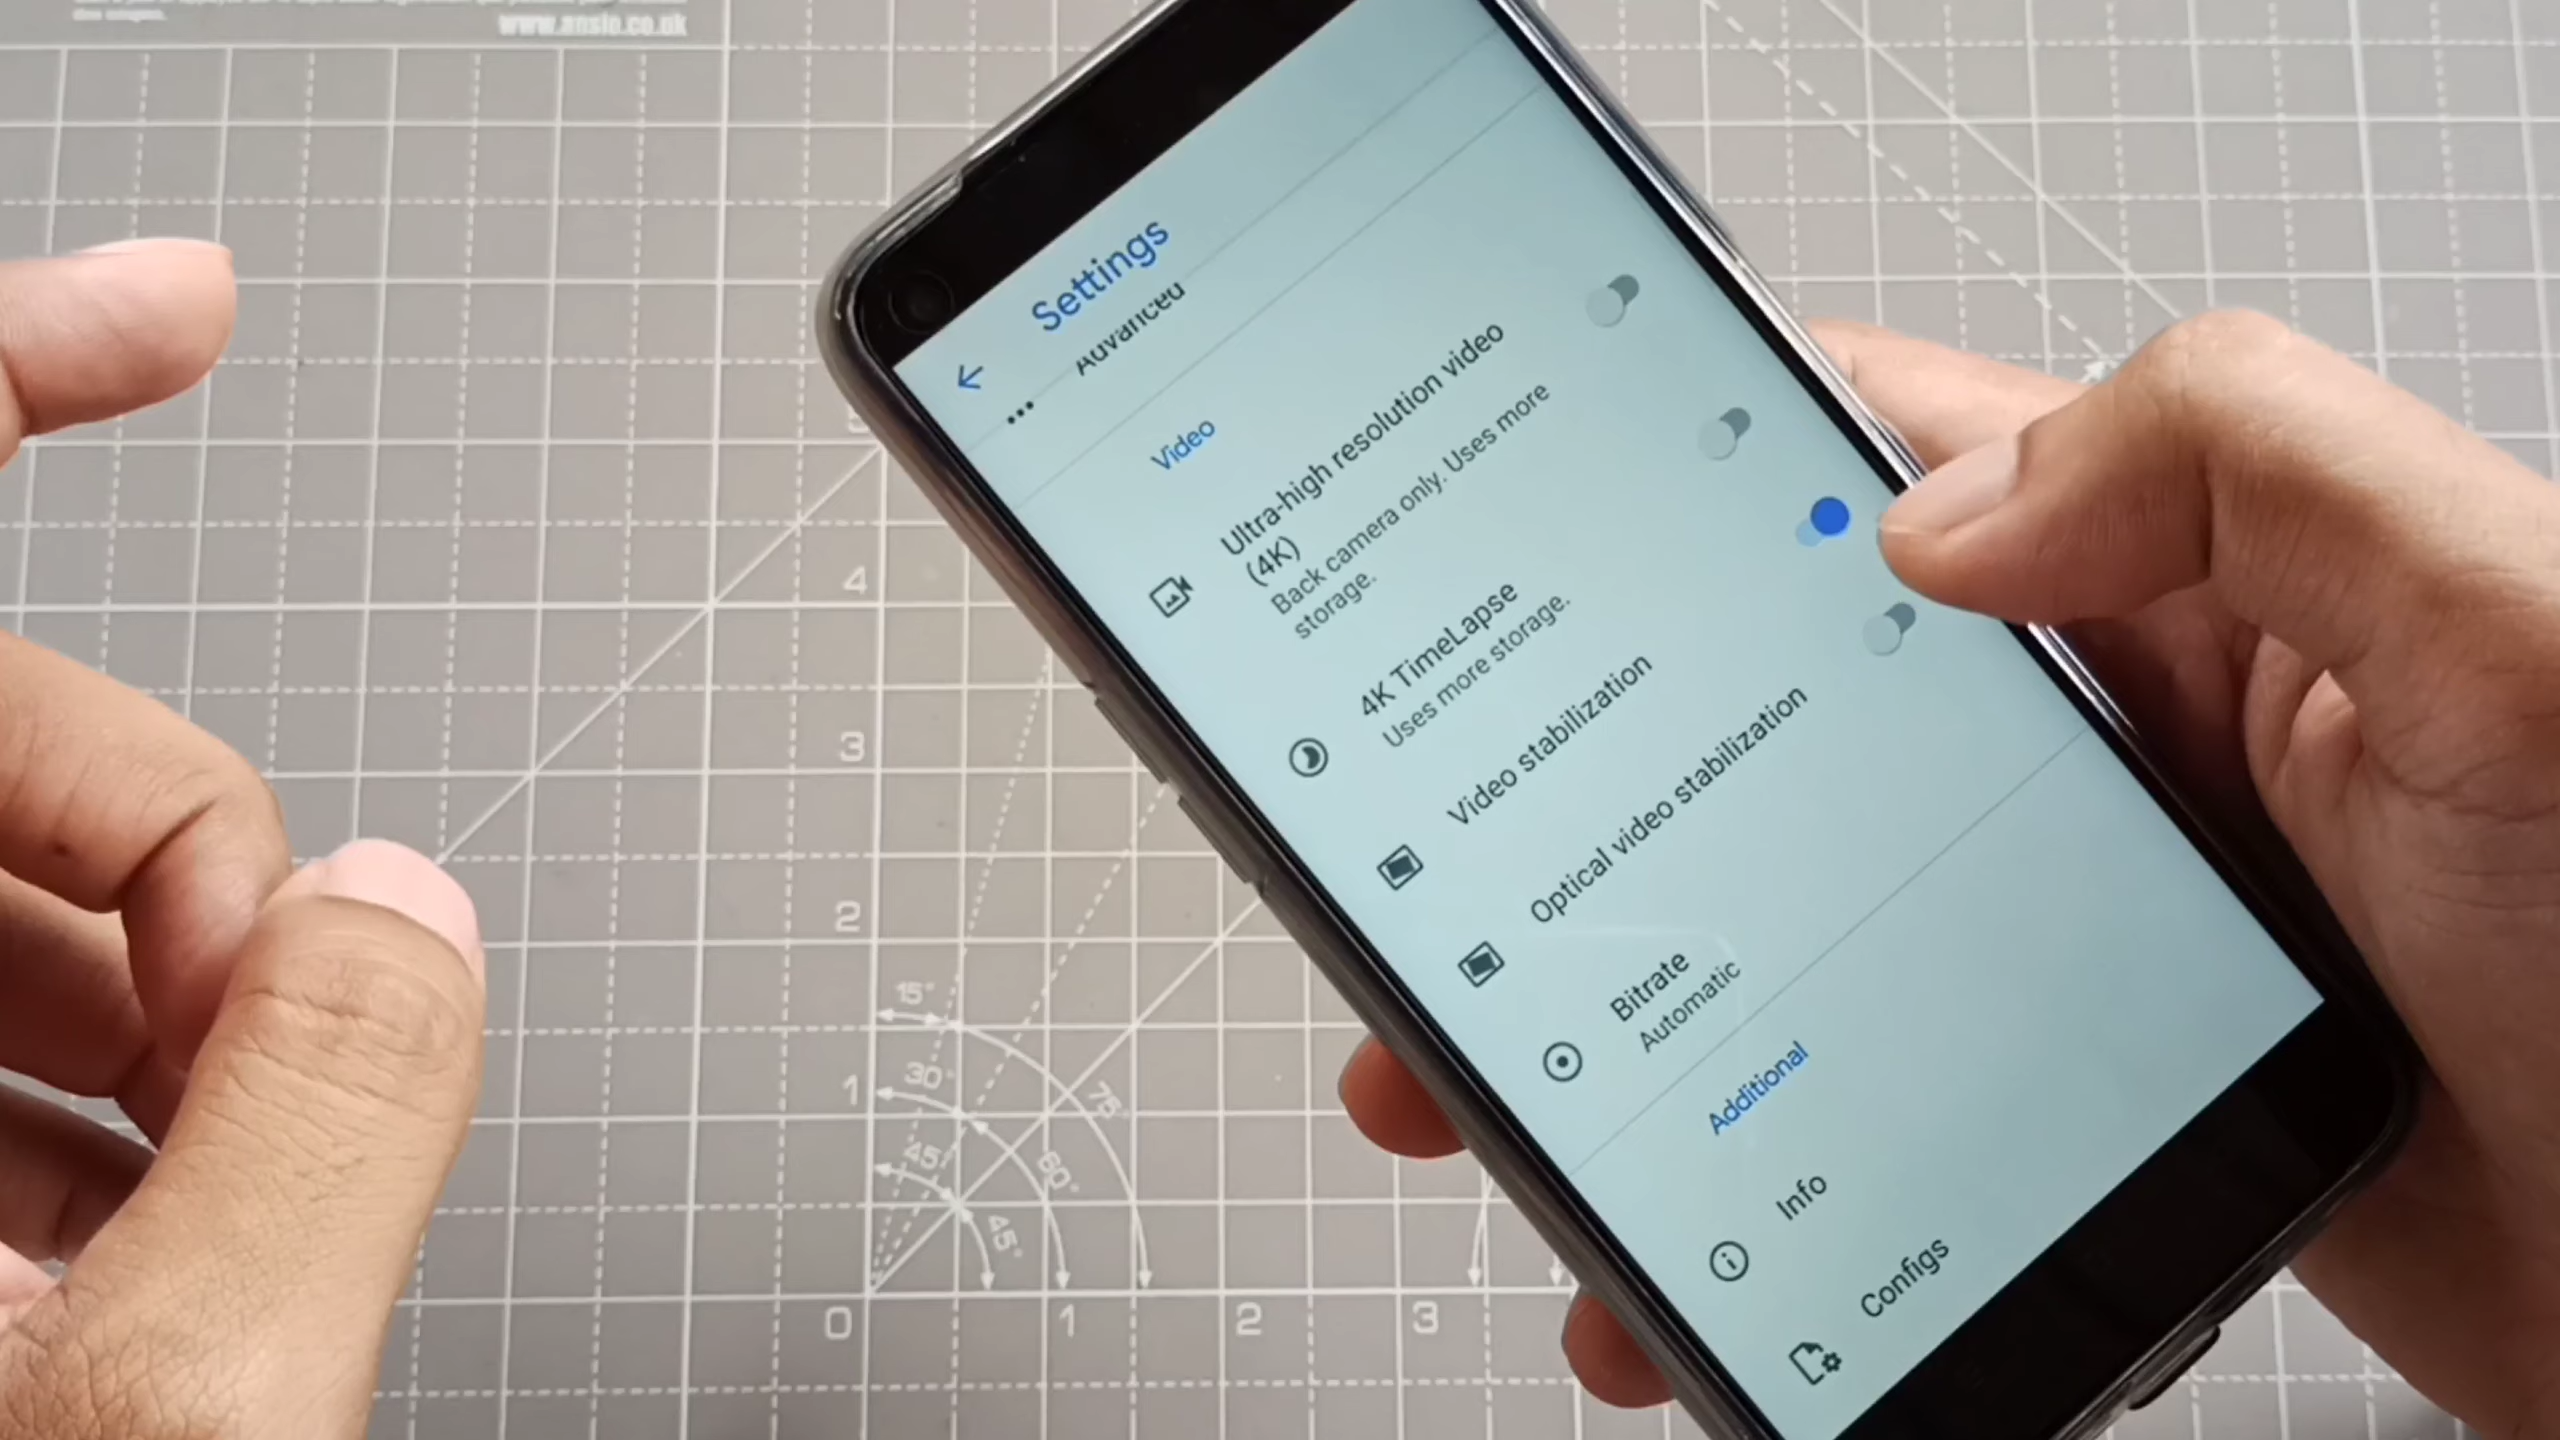 www.ansio.co.uk
Settings
Advanced
Video
Ultra-high resolution video
(4K)
Back camera only. Uses more
storage.
4K TimeLapse
Uses more storage.
Video stabilization
Optical video stabilization
Bitrate
Automatic
Additional
Info
Configs
4
3
2
1
0
1
2
3
15°
30°
45°
75°
60°
45°